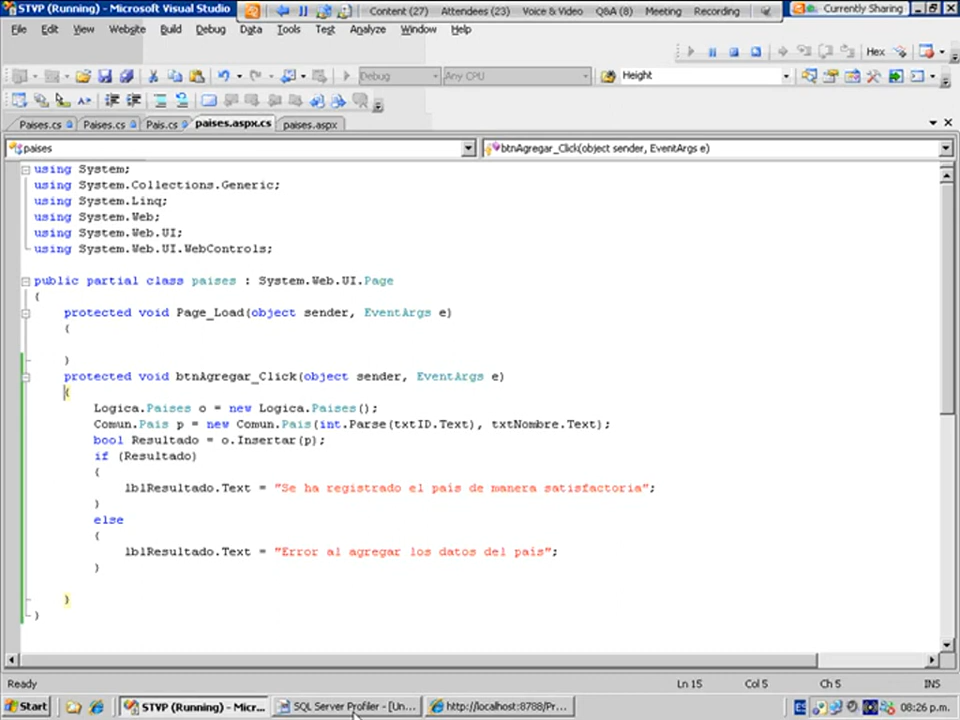 STVP (Running) - Microsoft Visual Studio
Content (27) Attendees (23) Voice & Video Q&A (8) Meeting Recording
Currently Sharing
File Edit View Website Build Debug Data Tools Test Analyze Window Help
Hex
Debug Any CPU Height
Paises.cs Paises.cs Pais.cs paises.aspx.cs paises.aspx
paises btnAgregar_Click(object sender, EventArgs e)
using System;
using System.Collections.Generic;
using System.Linq;
using System.Web;
using System.Web.UI;
using System.Web.UI.WebControls;
public partial class paises : System.Web.UI.Page
{
protected void Page_Load(object sender, EventArgs e)
{
}
protected void btnAgregar_Click(object sender, EventArgs e)
{
Logica.Paises o = new Logica.Paises();
Comun.Pais p = new Comun.Pais(int.Parse(txtID.Text), txtNombre.Text);
bool Resultado = o.Insertar(p);
if (Resultado)
{
lblResultado.Text = "Se ha registrado el país de manera satisfactoria";
}
else
{
lblResultado.Text = "Error al agregar los datos del país";
}
}
}
Ready Ln 15 Col 5 Ch 5 INS
Start STVP (Running) - Micr... SQL Server Profiler - [Un... http://localhost:8788/Pr... ES 08:26 p.m.